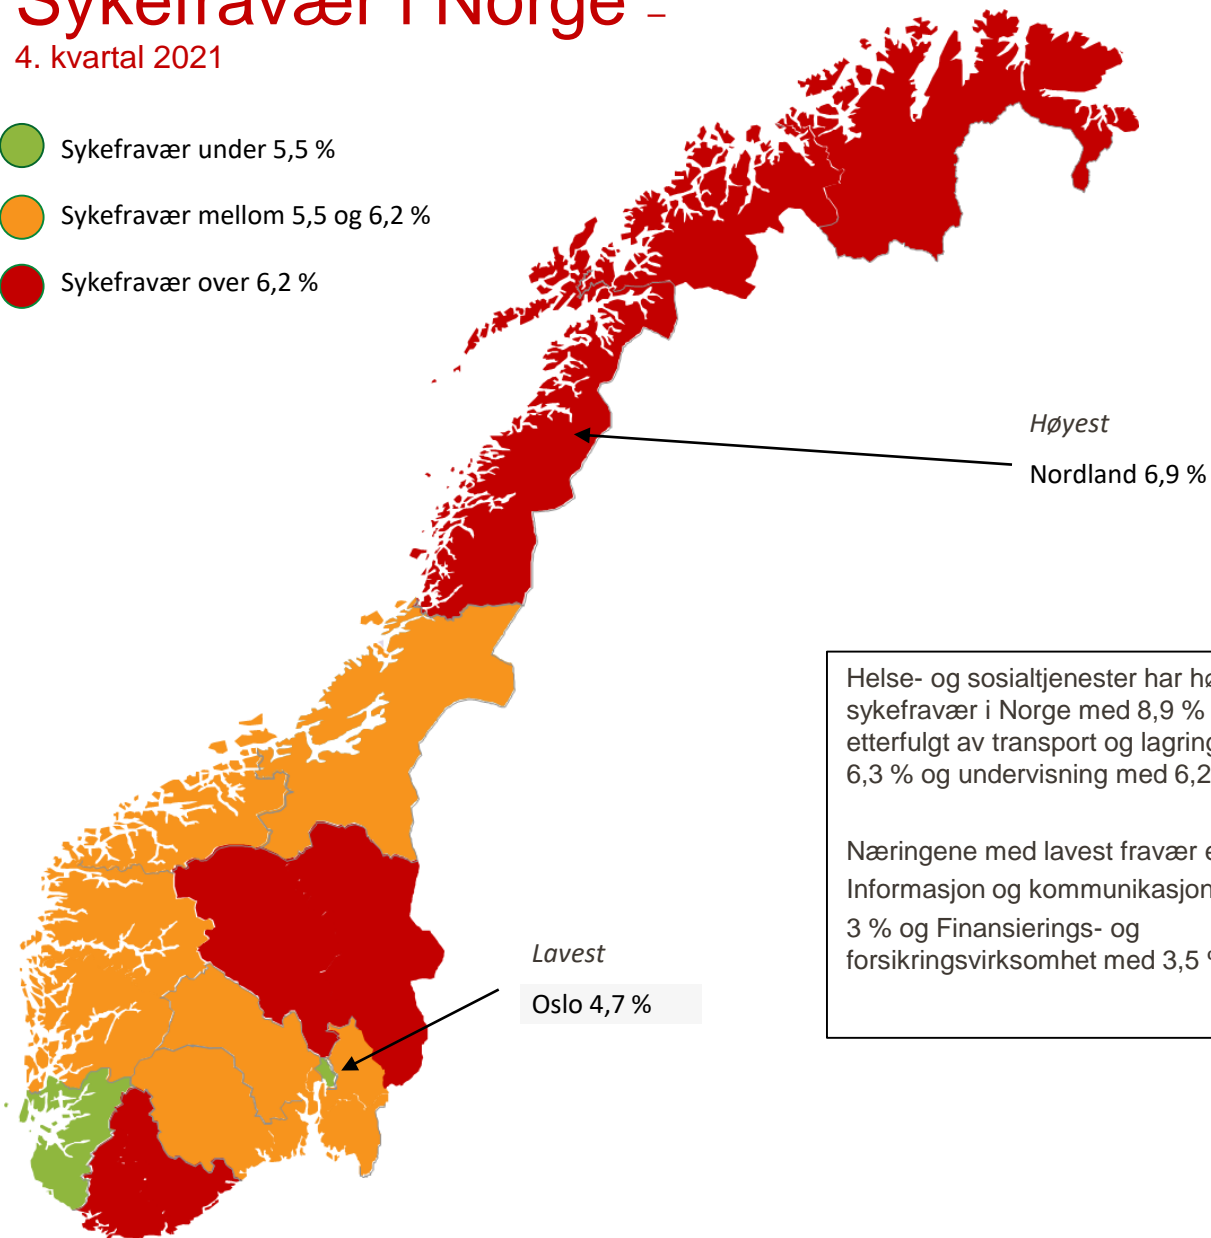 Sykefravær i Norge –
4. kvartal 2021
Sykefravær under 5,5 %
Sykefravær mellom 5,5 og 6,2 %
Sykefravær over 6,2 %
Høyest
Nordland 6,9 %
Helse- og sosialtjenester har
sykefravær i Norge med 8,9 %
etterfulgt av transport og lagring
6,3 % og undervisning med 6,2
Næringene med lavest fravær
Informasjon og kommunikasjon
3 % og Finansierings- og
forsikringsvirksomhet med 3,5
Lavest
Oslo 4,7 %